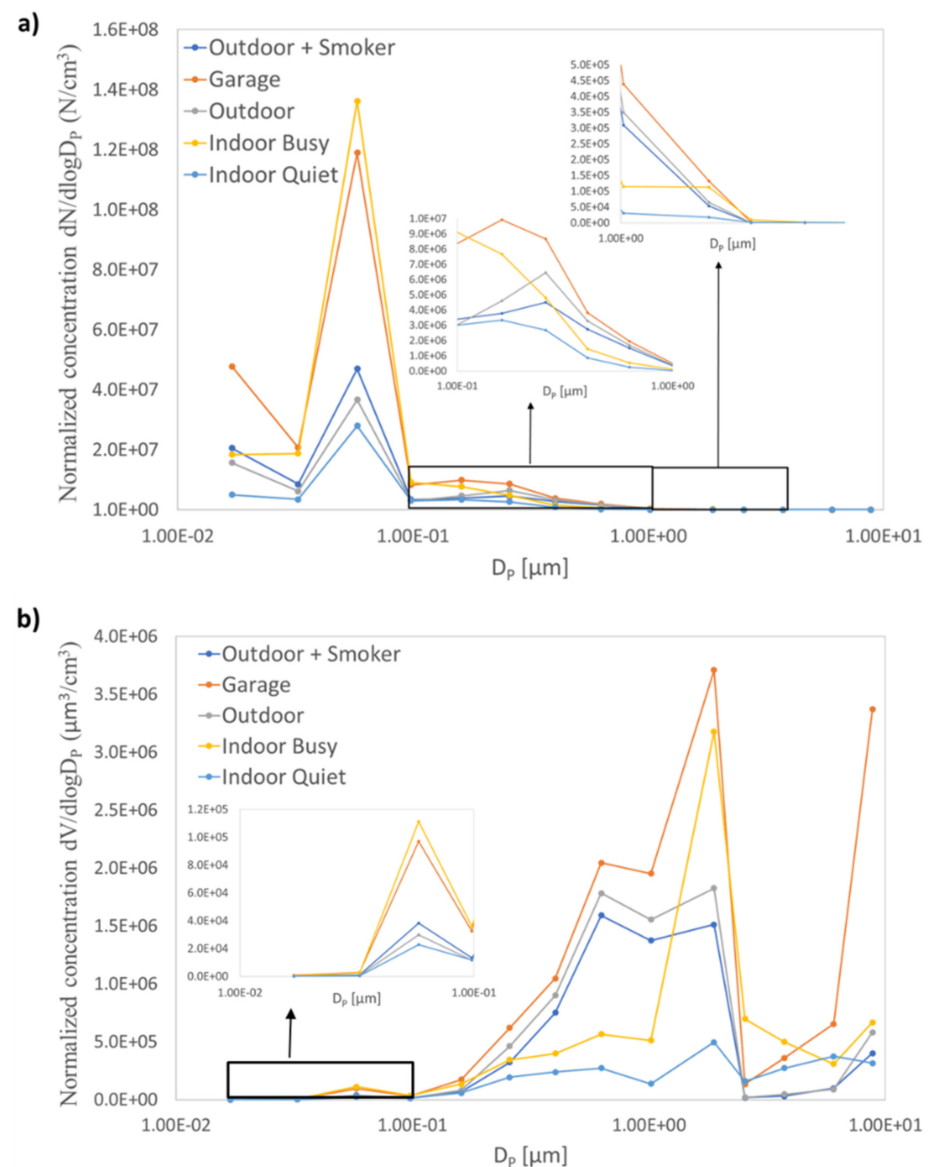 a)
Normalized concentration dN/dlogDP (N/cm³)
1.6E+08
1.4E+08
1.2E+08
1.0E+08
8.0E+07
6.0E+07
4.0E+07
2.0E+07
1.0E+00
Outdoor + Smoker
Garage
Outdoor
Indoor Busy
Indoor Quiet
5.0E+05
4.5E+05
4.0E+05
3.5E+05
3.0E+05
2.5E+05
2.0E+05
1.5E+05
1.0E+05
5.0E+04
0.0E+00
1.00E+00
DP [µm]
1.0E+07
9.0E+06
8.0E+06
7.0E+06
6.0E+06
5.0E+06
4.0E+06
3.0E+06
2.0E+06
1.0E+06
0.0E+00
1.00E-01 1.00E+00
DP [µm]
1.00E-02 1.00E-01 1.00E+00 1.00E+01
DP [µm]
b)
Normalized concentration dV/dlogDP (µm³/cm³)
4.0E+06
3.5E+06
3.0E+06
2.5E+06
2.0E+06
1.5E+06
1.0E+06
5.0E+05
0.0E+00
Outdoor + Smoker
Garage
Outdoor
Indoor Busy
Indoor Quiet
1.2E+05
1.0E+05
8.0E+04
6.0E+04
4.0E+04
2.0E+04
0.0E+00
1.00E-02 DP [µm] 1.00E-01
1.00E-02 1.00E-01 1.00E+00 1.00E+01
DP [µm]